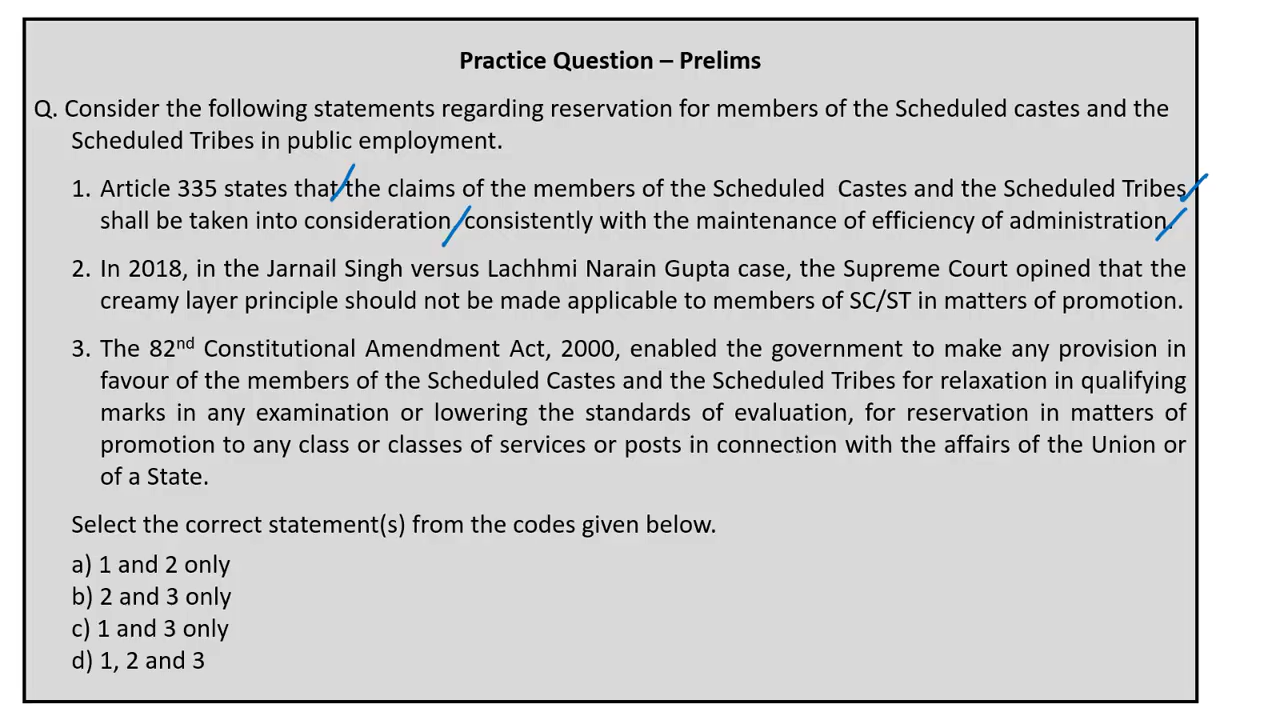 Practice Question – Prelims
Q. Consider the following statements regarding reservation for members of the Scheduled castes and the
Scheduled Tribes in public employment.
1. Article 335 states that the claims of the members of the Scheduled Castes and the Scheduled Tribes
shall be taken into consideration, consistently with the maintenance of efficiency of administration.
2. In 2018, in the Jarnail Singh versus Lachhmi Narain Gupta case, the Supreme Court opined that the
creamy layer principle should not be made applicable to members of SC/ST in matters of promotion.
3. The 82nd Constitutional Amendment Act, 2000, enabled the government to make any provision in
favour of the members of the Scheduled Castes and the Scheduled Tribes for relaxation in qualifying
marks in any examination or lowering the standards of evaluation, for reservation in matters of
promotion to any class or classes of services or posts in connection with the affairs of the Union or
of a State.
Select the correct statement(s) from the codes given below.
a) 1 and 2 only
b) 2 and 3 only
c) 1 and 3 only
d) 1, 2 and 3